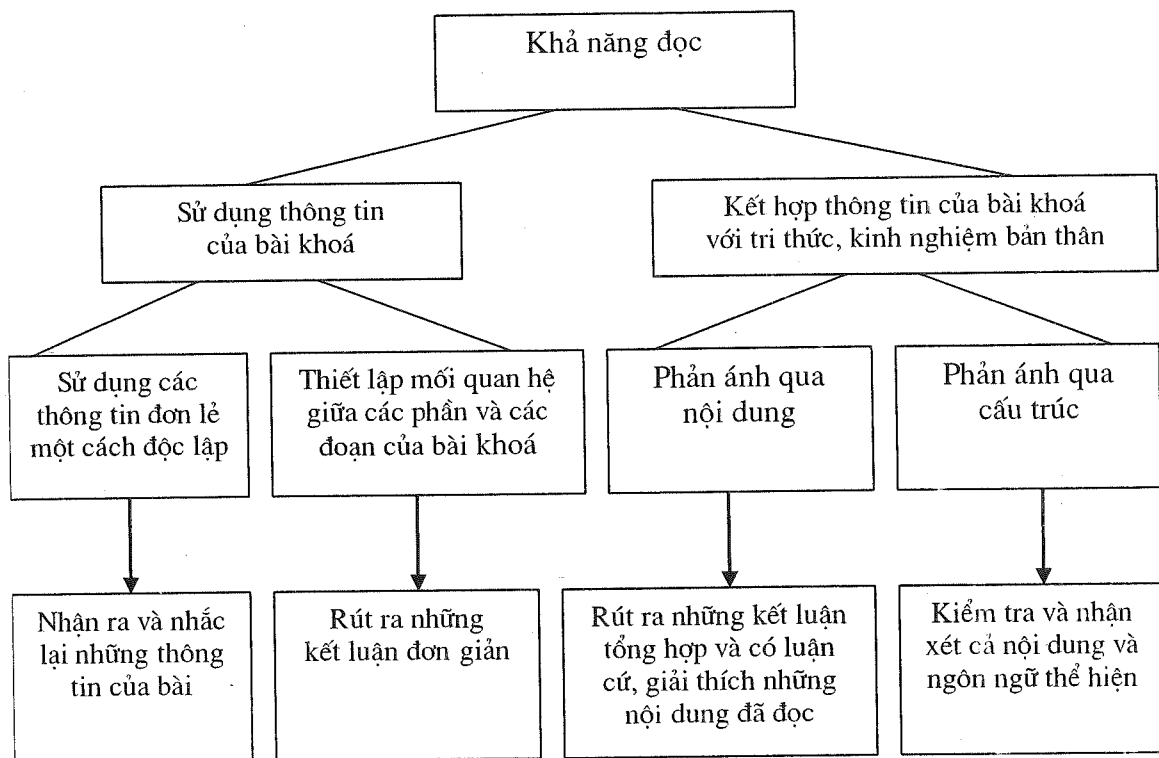 Khả năng đọc
Sử dụng thông tin
của bài khoá
Kết hợp thông tin của bài khoá
với tri thức, kinh nghiệm bản thân
Sử dụng các
thông tin đơn lẻ
một cách độc lập
Thiết lập mối quan hệ
giữa các phần và các
đoạn của bài khoá
Phản ánh qua
nội dung
Phản ánh qua
cấu trúc
Nhận ra và nhắc
lại những thông
tin của bài
Rút ra những
kết luận đơn giản
Rút ra những kết luận
tổng hợp và có luận
cứ, giải thích những
nội dung đã đọc
Kiểm tra và nhận
xét cả nội dung và
ngôn ngữ thể hiện